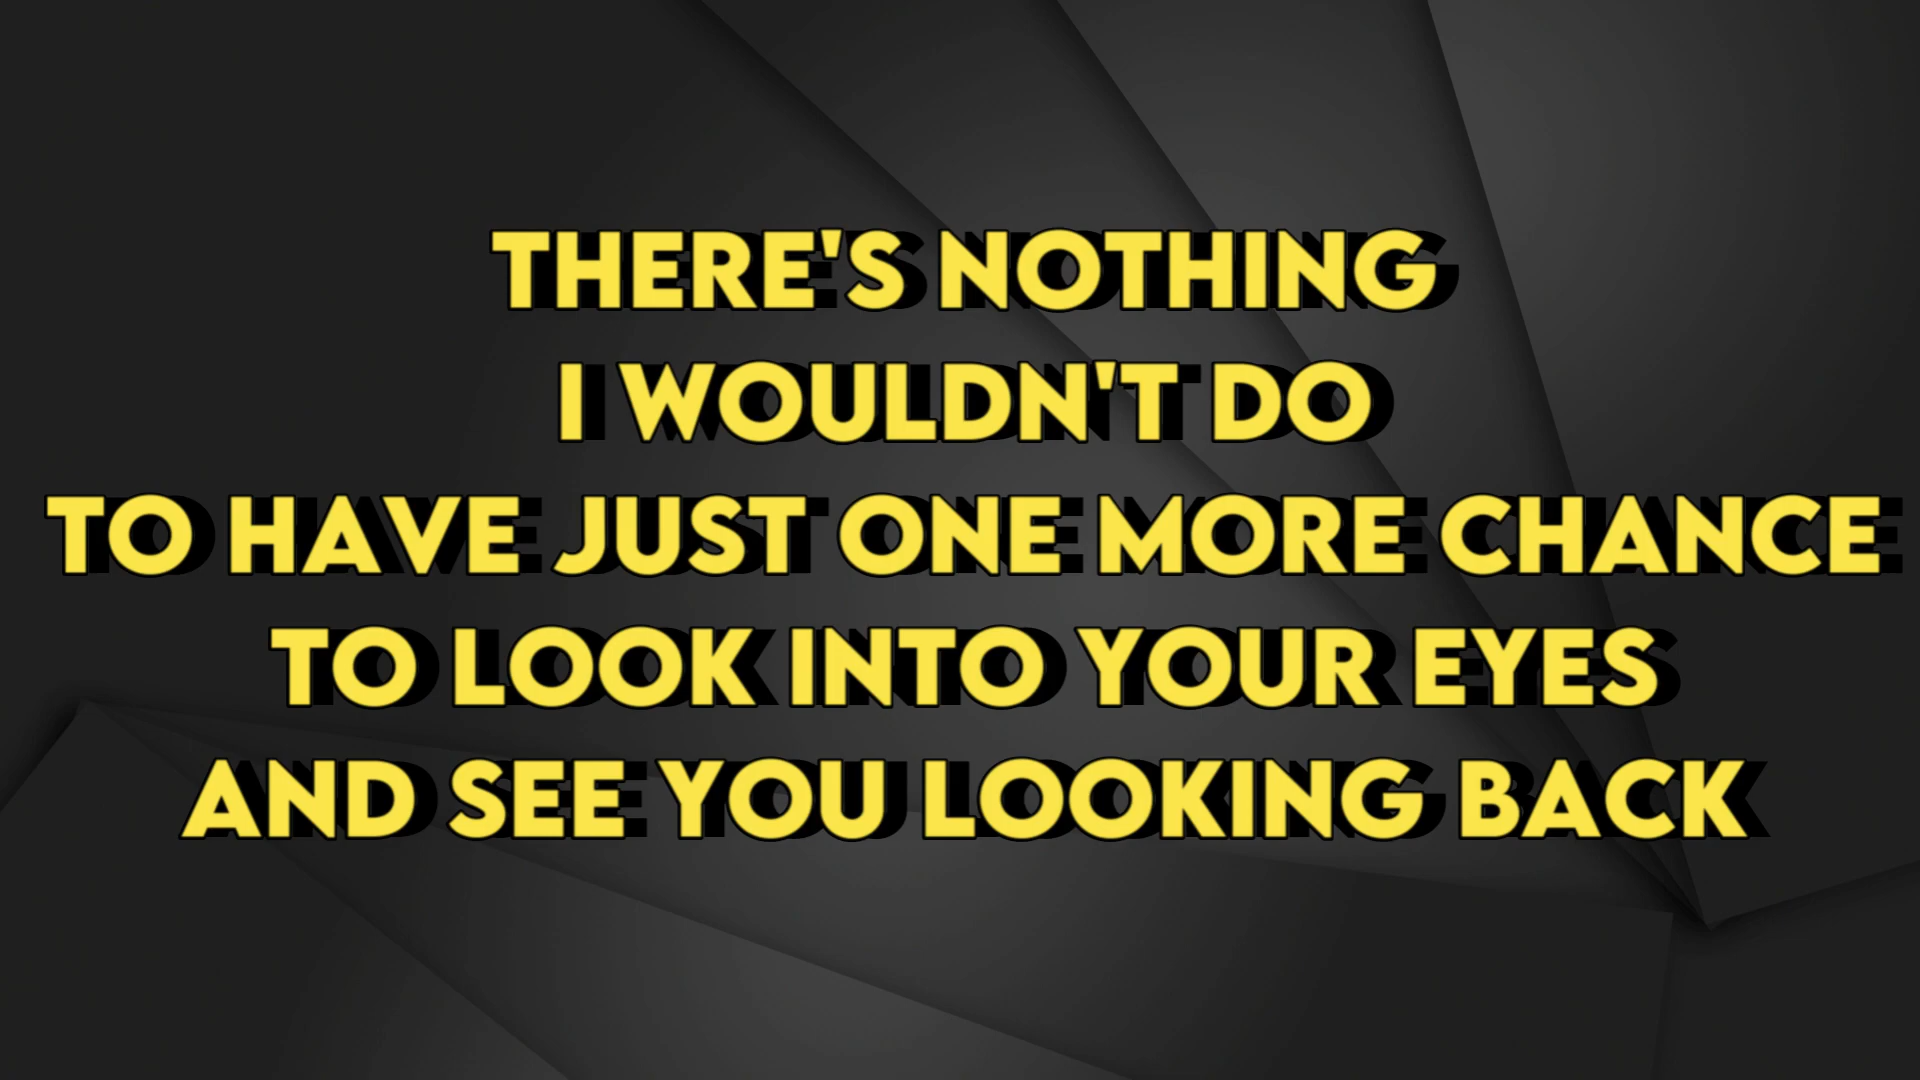 THERE'S NOTHING
I WOULDN'T DO
TO HAVE JUST ONE MORE CHANCE
TO LOOK INTO YOUR EYES
AND SEE YOU LOOKING BACK